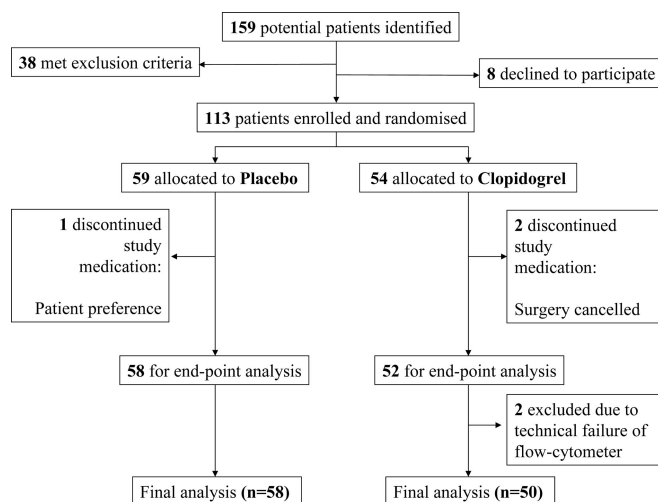 159 potential patients identified
38 met exclusion criteria
8 declined to participate
113 patients enrolled and randomised
59 allocated to Placebo
54 allocated to Clopidogrel
1 discontinued
study
medication:
Patient preference
2 discontinued
study
medication:
Surgery cancelled
58 for end-point analysis
52 for end-point analysis
2 excluded due to
technical failure of
flow-cytometer
Final analysis (n=58)
Final analysis (n=50)